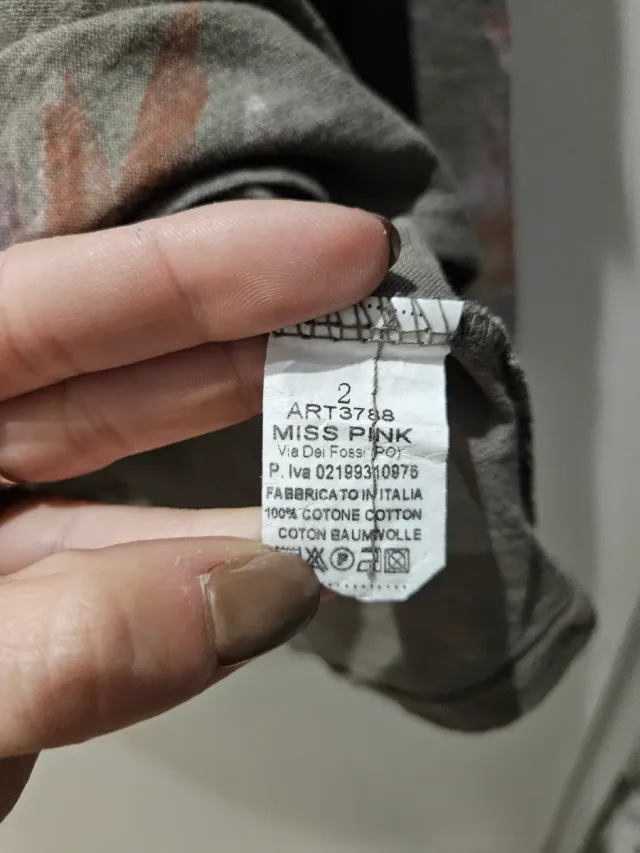 2
ART3788
MISS PINK
Via Dei Fossi (PO)
P. Iva 02199310976
FABBRICATO IN ITALIA
100% COTONE COTTON
COTON BAUMWOLLE
P